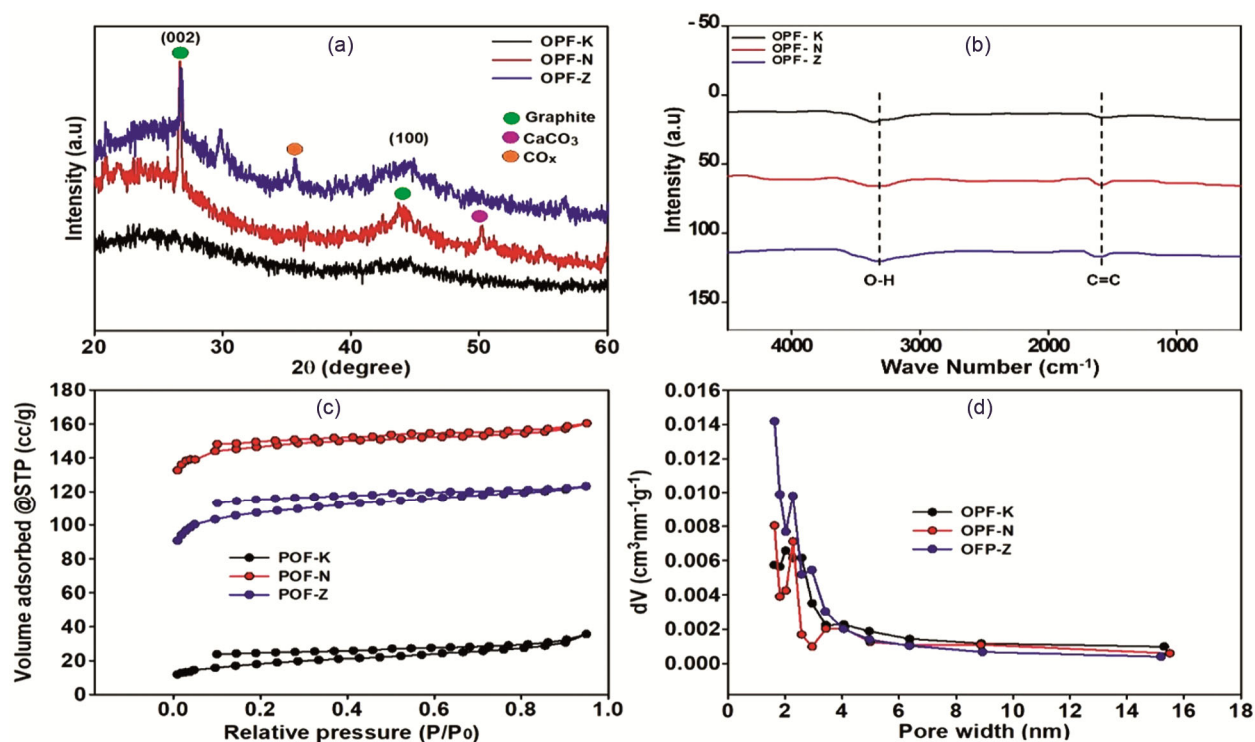 (a)
(002)
(100)
OPF-K
OPF-N
OPF-Z
Graphite
CaCO₃
COₓ
Intensity (a.u)
20 30 40 50 60
2θ (degree)
(b)
OPF- K
OPF- N
OPF- Z
-50
0
50
100
150
Intensity (a.u)
O-H
C=C
4000 3000 2000 1000
Wave Number (cm⁻¹)
(c)
180
160
140
120
100
80
60
40
20
0
Volume adsorbed @STP (cc/g)
POF-K
POF-N
POF-Z
0.0 0.2 0.4 0.6 0.8 1.0
Relative pressure (P/P₀)
(d)
0.016
0.014
0.012
0.010
0.008
0.006
0.004
0.002
0.000
dV (cm³nm⁻¹g⁻¹)
OPF-K
OPF-N
OFP-Z
0 2 4 6 8 10 12 14 16 18
Pore width (nm)